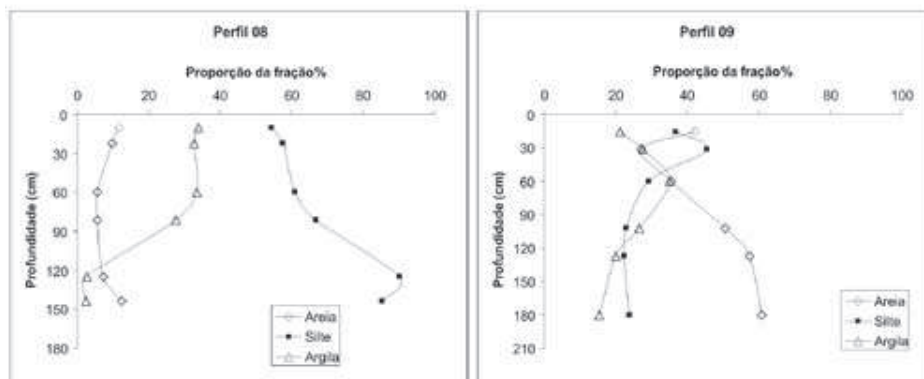 Perfil 08
Proporção da fração%
0 20 40 60 80 100
Profundidade (cm)
0
30
60
90
120
150
180
Areia
Silte
Argila
Perfil 09
Proporção da fração%
0 20 40 60 80 100
Profundidade (cm)
0
30
60
90
120
150
180
210
Areia
Silte
Argila